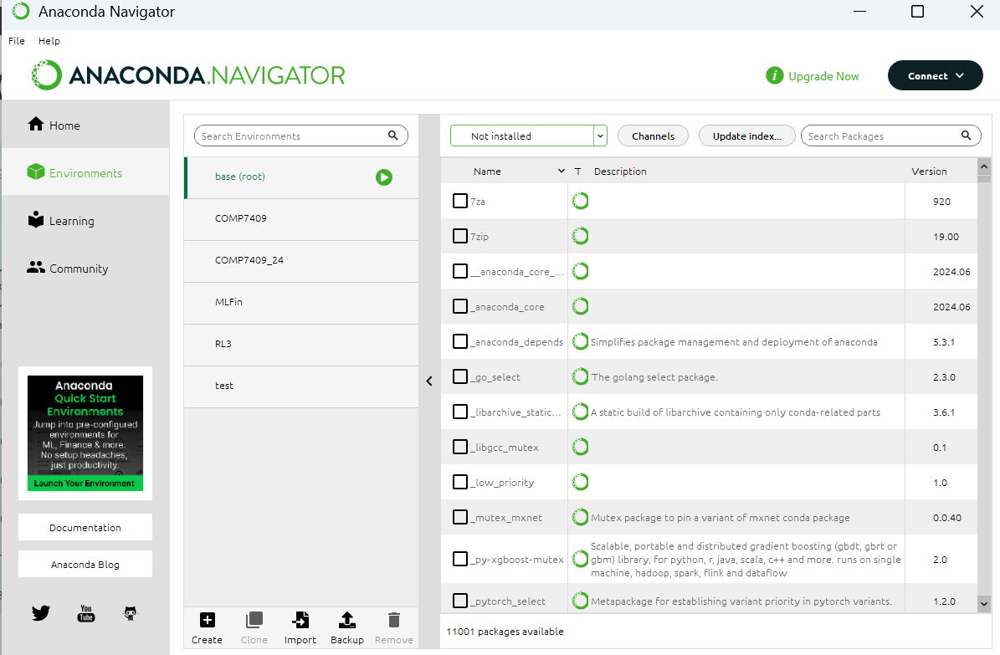 Anaconda Navigator
File Help
ANACONDA.NAVIGATOR
i Upgrade Now
Connect
Home
Environments
Learning
Community
Anaconda
Quick Start
Environments
Jump into pre-configured
environments for
ML, Finance & more.
No setup headaches,
just productivity.
Launch Your Environment
Documentation
Anaconda Blog
You
Tube
Search Environments
base (root)
COMP7409
COMP7409_24
MLFin
RL3
test
Create Clone Import Backup Remove
Not installed Channels Update index... Search Packages
Name T Description Version
7za 920
7zip 19.00
__anaconda_core_... 2024.06
_anaconda_core 2024.06
_anaconda_depends Simplifies package management and deployment of anaconda 5.3.1
_go_select The golang select package. 2.3.0
_libarchive_static... A static build of libarchive containing only conda-related parts 3.6.1
_libgcc_mutex 0.1
_low_priority 1.0
_mutex_mxnet Mutex package to pin a variant of mxnet conda package 0.0.40
_py-xgboost-mutex Scalable, portable and distributed gradient boosting (gbdt, gbrt or
gbm) library, for python, r, java, scala, c++ and more. runs on single 2.0
machine, hadoop, spark, flink and dataflow
_pytorch_select Metapackage for establishing variant priority in pytorch variants. 1.2.0
11001 packages available